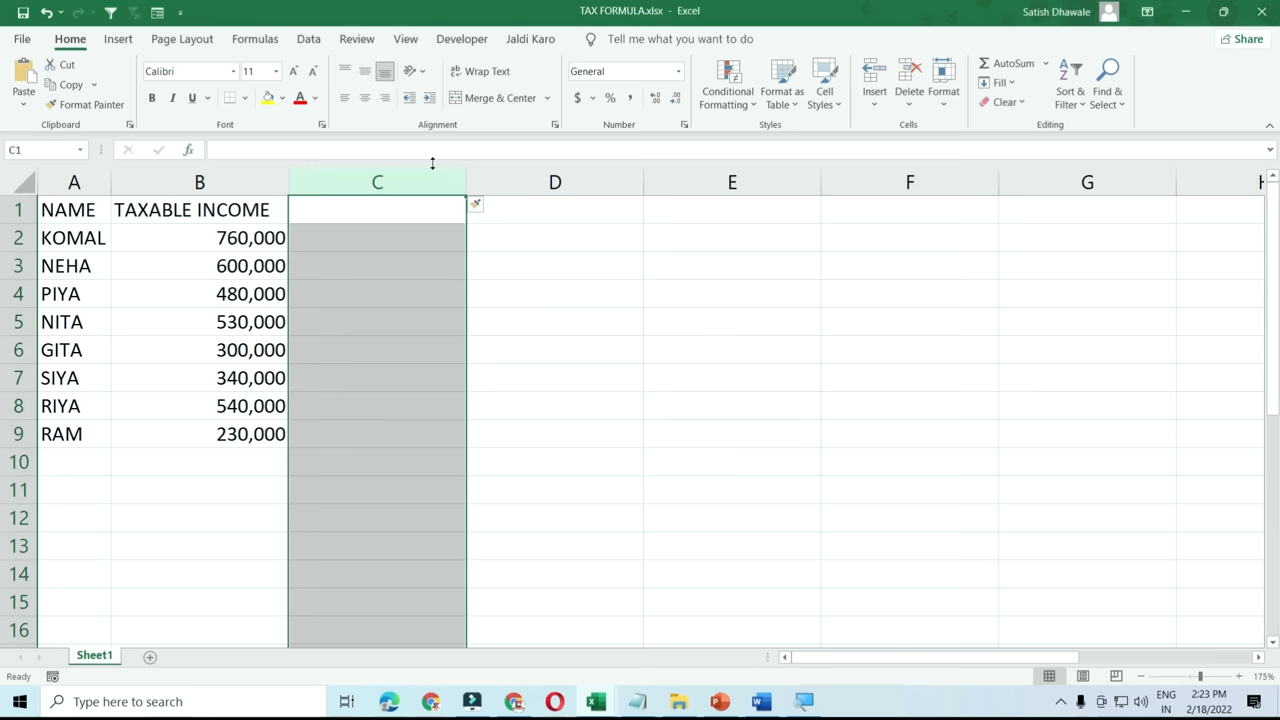 TAX FORMULA.xlsx - Excel
Satish Dhawale
File Home Insert Page Layout Formulas Data Review View Developer Jaldi Karo Tell me what you want to do Share
Paste
Cut
Copy
Format Painter
Clipboard
Calibri 11
B I U A
Font
Wrap Text
Merge & Center
Alignment
General
$ % ,
Number
Conditional Formatting
Format as Table
Cell Styles
Styles
Insert
Delete
Format
Cells
AutoSum
Fill
Clear
Sort & Filter
Find & Select
Editing
C1 fx
A B C D E F G H
1 NAME TAXABLE INCOME
2 KOMAL 760,000
3 NEHA 600,000
4 PIYA 480,000
5 NITA 530,000
6 GITA 300,000
7 SIYA 340,000
8 RIYA 540,000
9 RAM 230,000
10
11
12
13
14
15
16
Sheet1
Ready 175%
Type here to search
ENG
IN
2:23 PM
2/18/2022